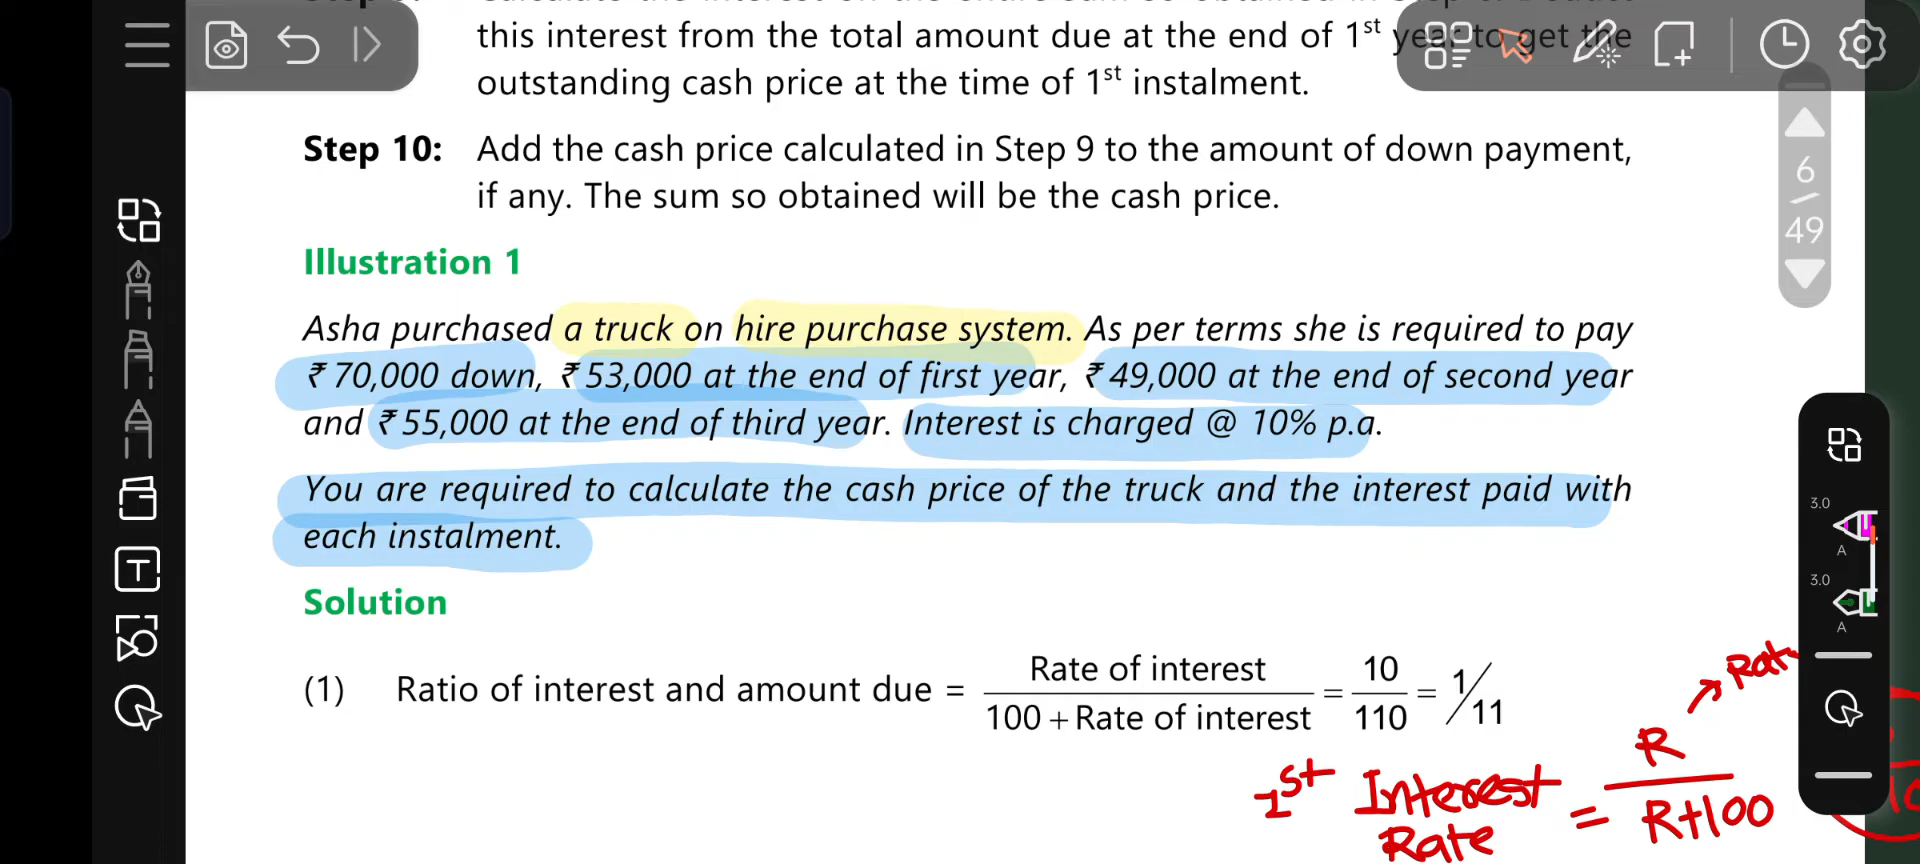 this interest from the total amount due at the end of 1st year to get the
outstanding cash price at the time of 1st instalment.
Step 10: Add the cash price calculated in Step 9 to the amount of down payment,
if any. The sum so obtained will be the cash price.
Illustration 1
Asha purchased a truck on hire purchase system. As per terms she is required to pay
₹ 70,000 down, ₹ 53,000 at the end of first year, ₹ 49,000 at the end of second year
and ₹ 55,000 at the end of third year. Interest is charged @ 10% p.a.
You are required to calculate the cash price of the truck and the interest paid with
each instalment.
Solution
(1) Ratio of interest and amount due = Rate of interest / 100 + Rate of interest = 10 / 110 = 1/11
1st Interest Rate = R / R+100
6
49
3.0
A
3.0
A
T